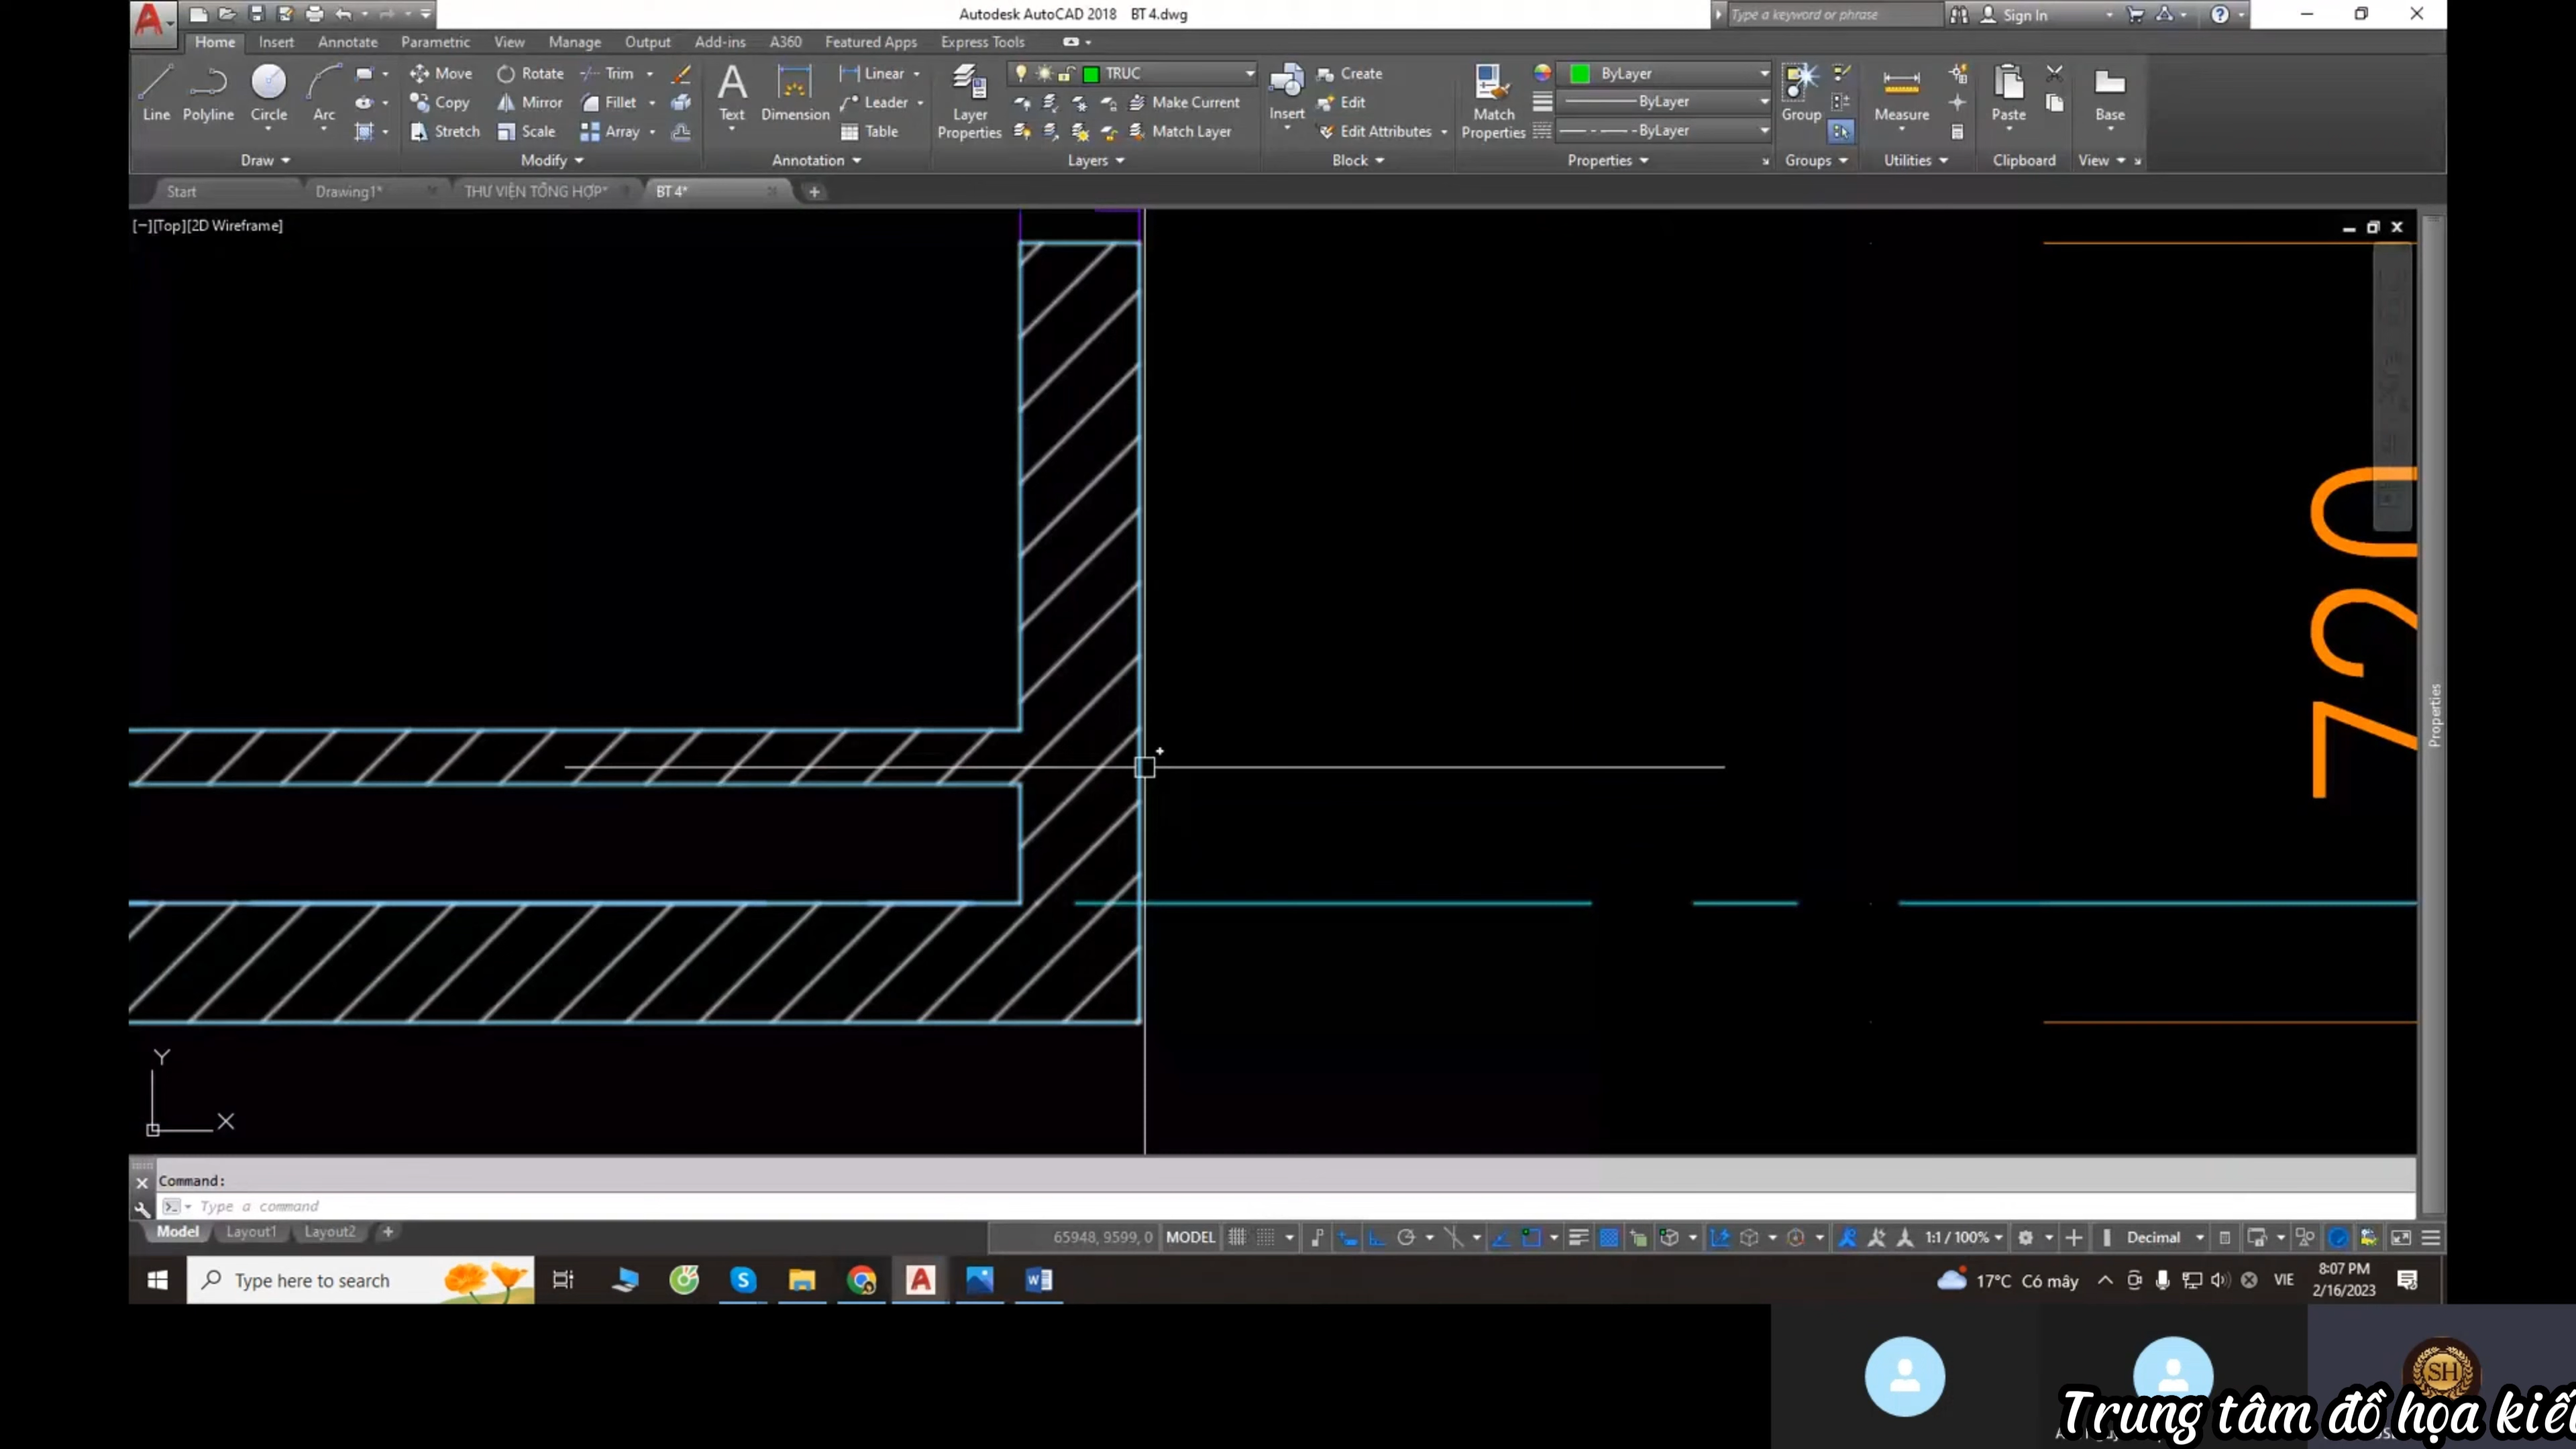 Autodesk AutoCAD 2018 BT 4.dwg
Type a keyword or phrase
Sign In
Home Insert Annotate Parametric View Manage Output Add-ins A360 Featured Apps Express Tools
Line Polyline Circle Arc
Move Rotate Trim
Copy Mirror Fillet
Stretch Scale Array
Text Dimension
Linear
Leader
Table
Layer Properties
TRUC
Make Current
Match Layer
Insert
Create
Edit
Edit Attributes
Match Properties
ByLayer
ByLayer
ByLayer
Group
Measure
Paste
Base
Draw Modify Annotation Layers Block Properties Groups Utilities Clipboard View
Start Drawing1* THƯ VIỆN TỔNG HỢP* BT 4*
[−][Top][2D Wireframe]
720
Properties
Y
X
Command:
Type a command
Model Layout1 Layout2
65948, 9599, 0 MODEL 1:1 / 100% Decimal
Type here to search
17°C Có mây
VIE
8:07 PM
2/16/2023
SH
Trung tâm đồ họa kiế